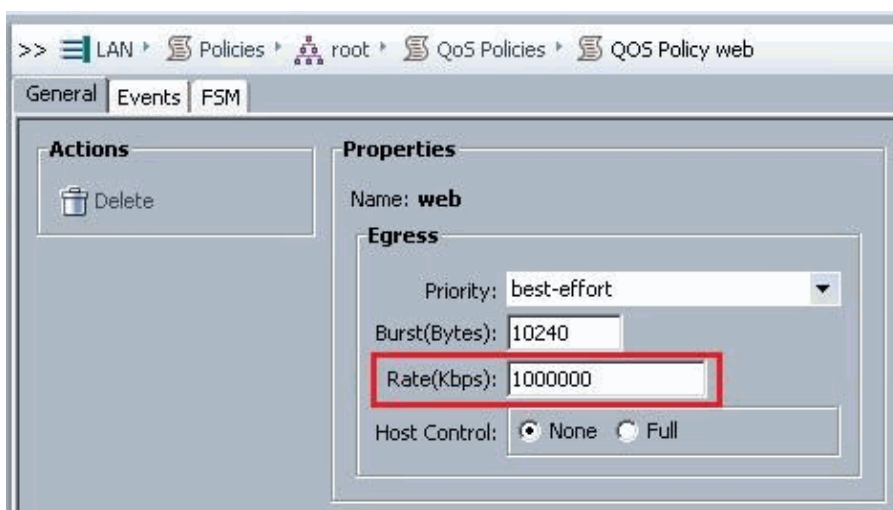 >> LAN Policies root QoS Policies QOS Policy web
General Events FSM
Actions
Delete
Properties
Name: web
Egress
Priority: best-effort
Burst(Bytes): 10240
Rate(Kbps): 1000000
Host Control: None Full